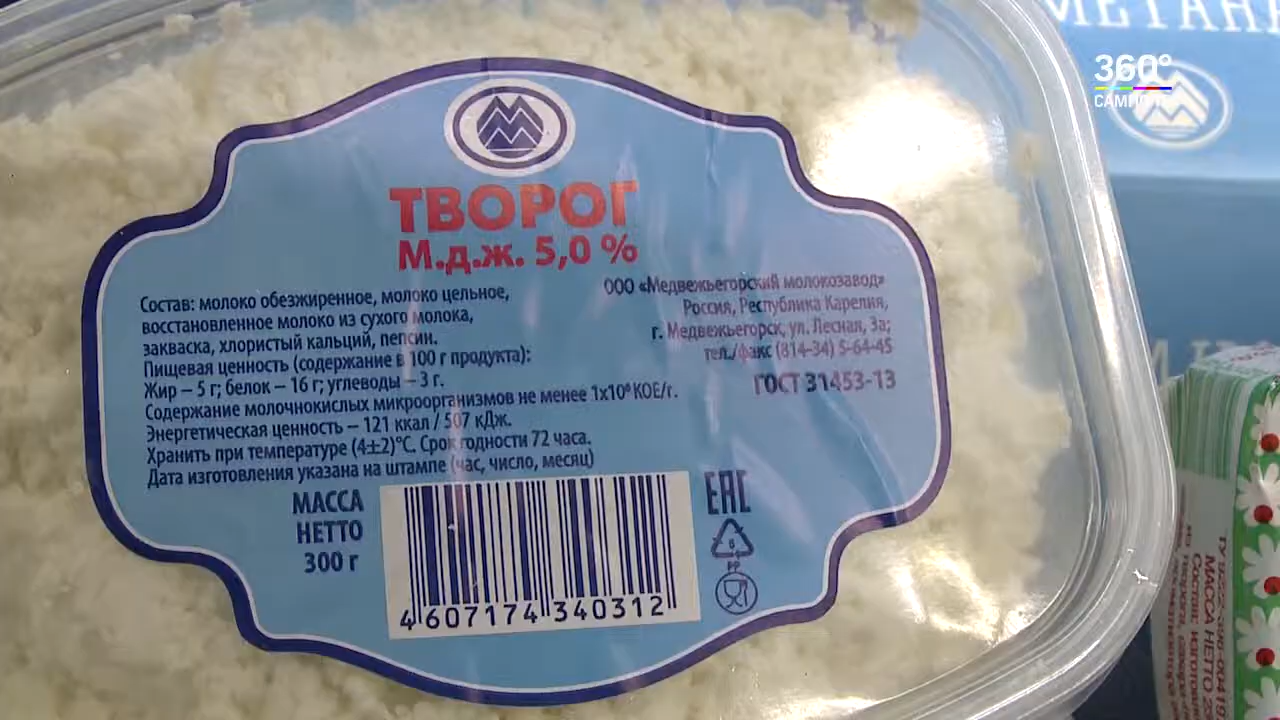 360°
ТВОРОГ
М.д.ж. 5,0 %
Состав: молоко обезжиренное, молоко цельное,
восстановленное молоко из сухого молока,
закваска, хлористый кальций, пепсин.
Пищевая ценность (содержание в 100 г продукта):
Жир – 5 г; белок – 16 г; углеводы – 3 г.
Содержание молочнокислых микроорганизмов не менее 1х10⁶ КОЕ/г.
Энергетическая ценность – 121 ккал / 507 кДж.
Хранить при температуре (4±2)°С. Срок годности 72 часа.
Дата изготовления указана на штампе (час, число, месяц)
ООО «Медвежьегорский молокозавод»
Россия, Республика Карелия,
г. Медвежьегорск, ул. Лесная, 3а;
тел./факс (814-34) 5-64-45
ГОСТ 31453-13
МАССА
НЕТТО
300 г
4 607174 340312
ЕАС
5
PP
МАССА НЕТТО